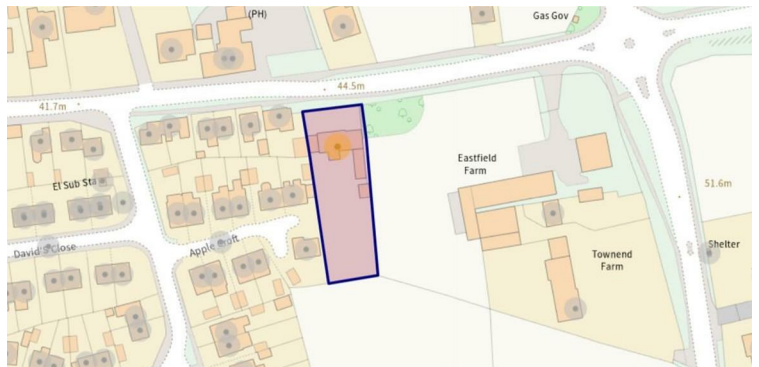 (PH)
Gas Gov
44.5m
41.7m
Eastfield
Farm
El Sub Sta
51.6m
David's Close
Apple Croft
Shelter
Townend
Farm